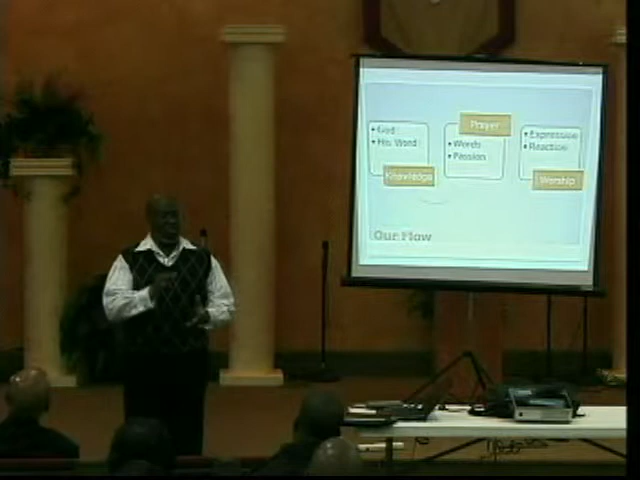 God
His Word
Knowledge
Prayer
Words
Passion
Expression
Reaction
Worship
Our Flow